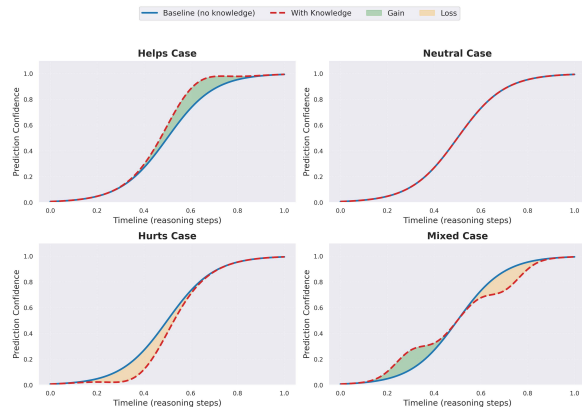 Baseline (no knowledge) With Knowledge Gain Loss
Helps Case
Prediction Confidence
1.0
0.8
0.6
0.4
0.2
0.0
0.0 0.2 0.4 0.6 0.8 1.0
Timeline (reasoning steps)
Neutral Case
Prediction Confidence
1.0
0.8
0.6
0.4
0.2
0.0
0.0 0.2 0.4 0.6 0.8 1.0
Timeline (reasoning steps)
Hurts Case
Prediction Confidence
1.0
0.8
0.6
0.4
0.2
0.0
0.0 0.2 0.4 0.6 0.8 1.0
Timeline (reasoning steps)
Mixed Case
Prediction Confidence
1.0
0.8
0.6
0.4
0.2
0.0
0.0 0.2 0.4 0.6 0.8 1.0
Timeline (reasoning steps)